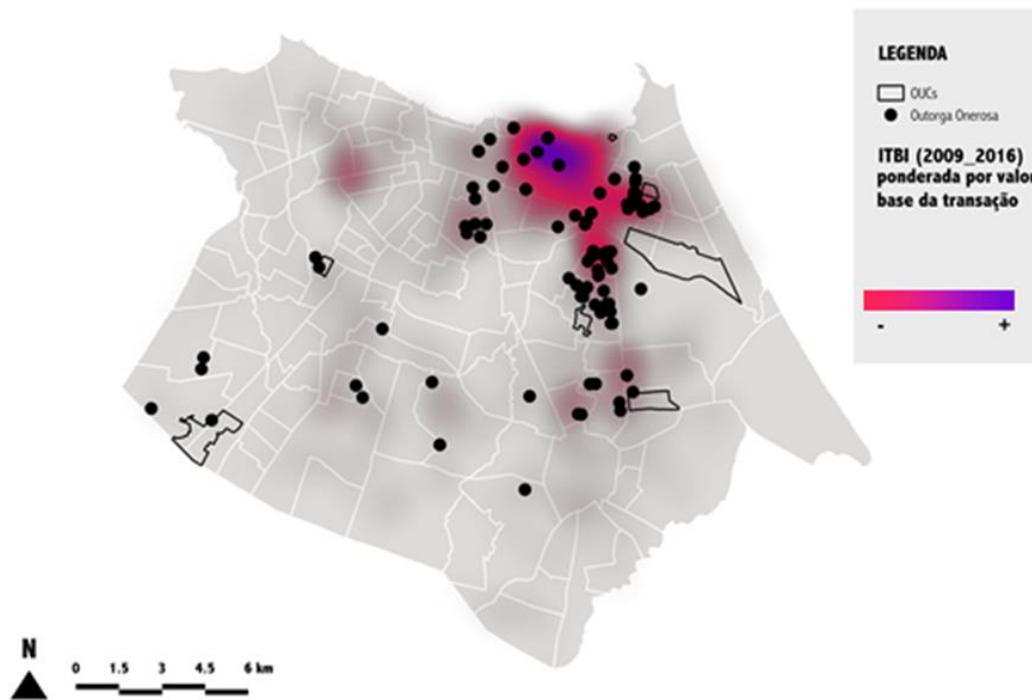 LEGENDA
OUCs
Outorga Onerosa
ITBI (2009_2016)
ponderada por valor
base da transação
- +
N
0 1.5 3 4.5 6 km